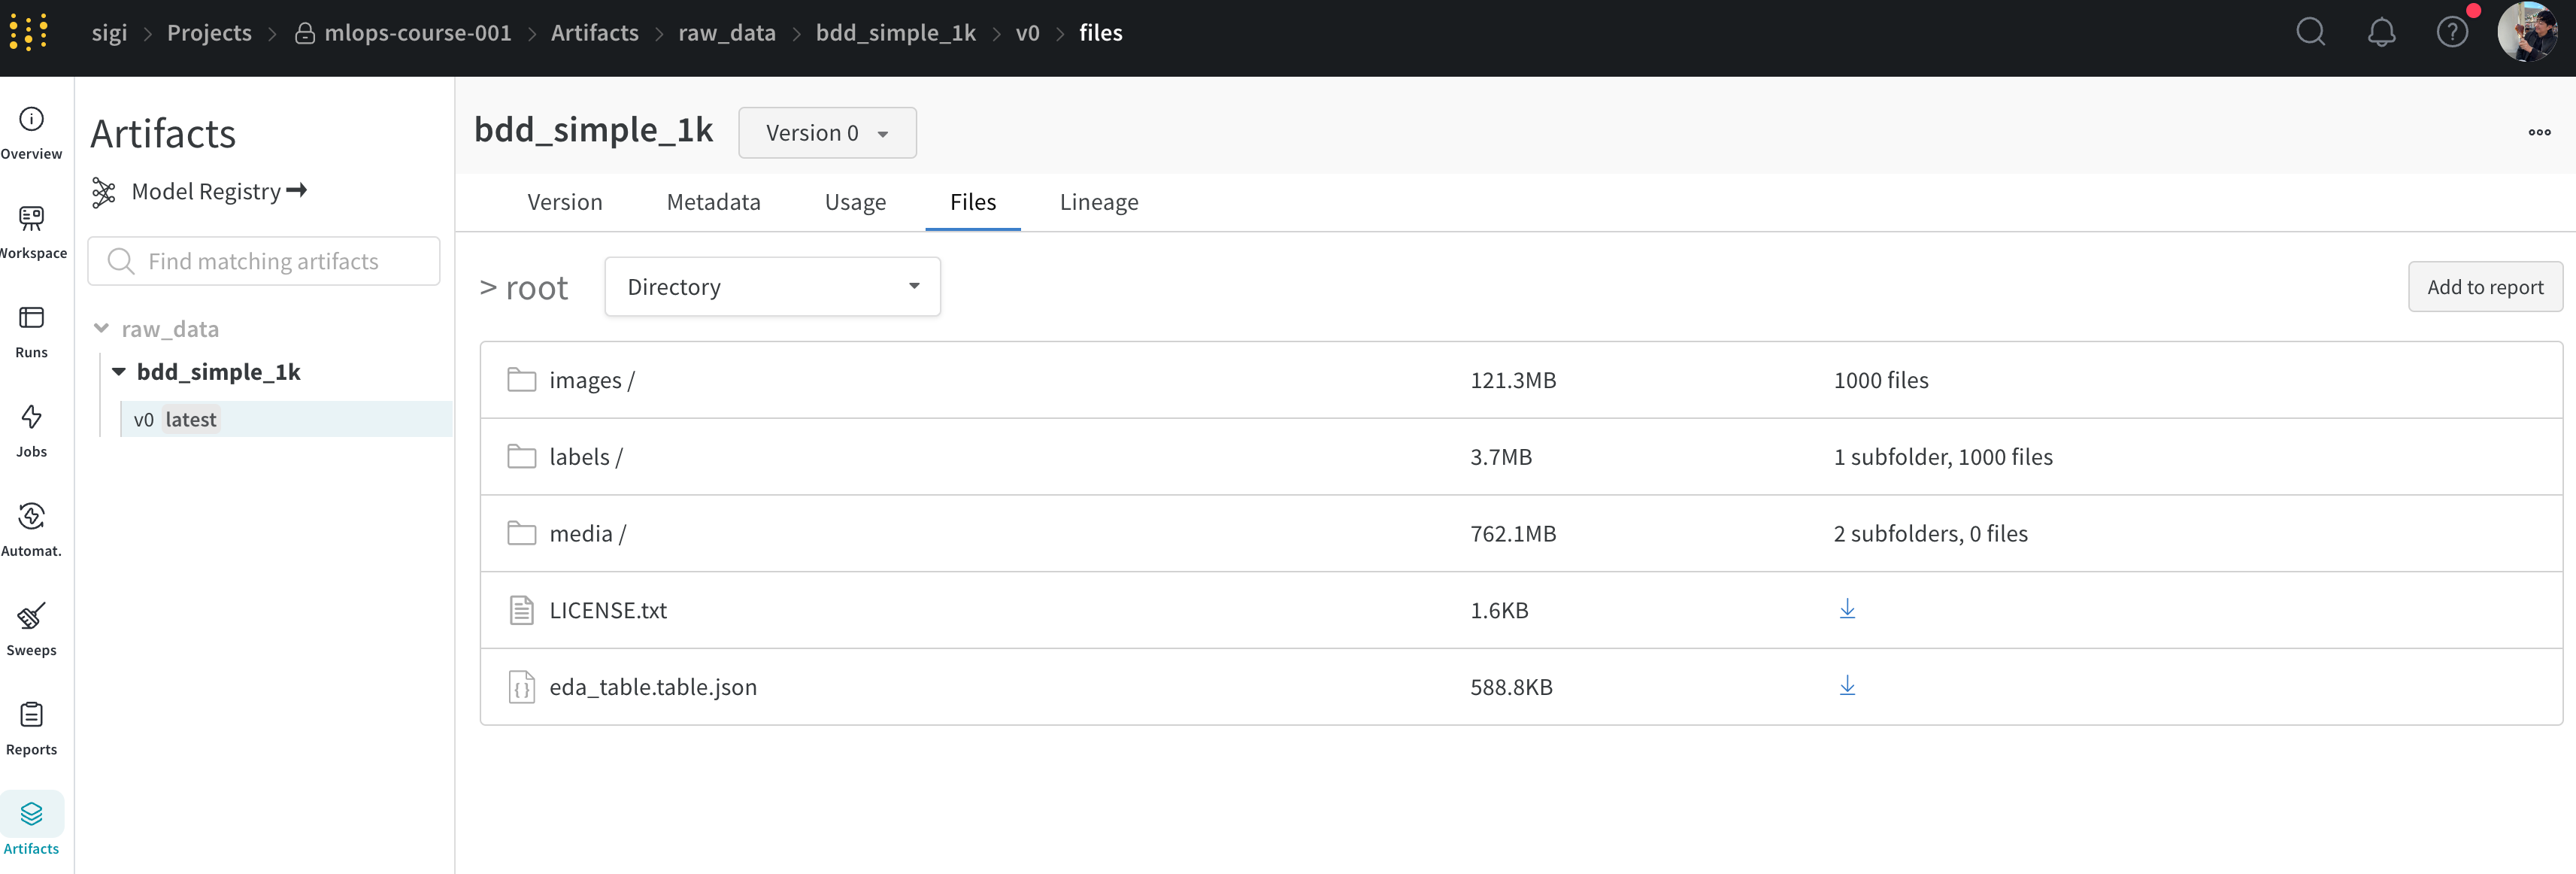 sigi > Projects > mlops-course-001 > Artifacts > raw_data > bdd_simple_1k > v0 > files
Overview
Workspace
Runs
Jobs
Automat.
Sweeps
Reports
Artifacts
Artifacts
Model Registry
Find matching artifacts
raw_data
bdd_simple_1k
v0 latest
bdd_simple_1k Version 0
Version Metadata Usage Files Lineage
> root Directory Add to report
images / 121.3MB 1000 files
labels / 3.7MB 1 subfolder, 1000 files
media / 762.1MB 2 subfolders, 0 files
LICENSE.txt 1.6KB
eda_table.table.json 588.8KB